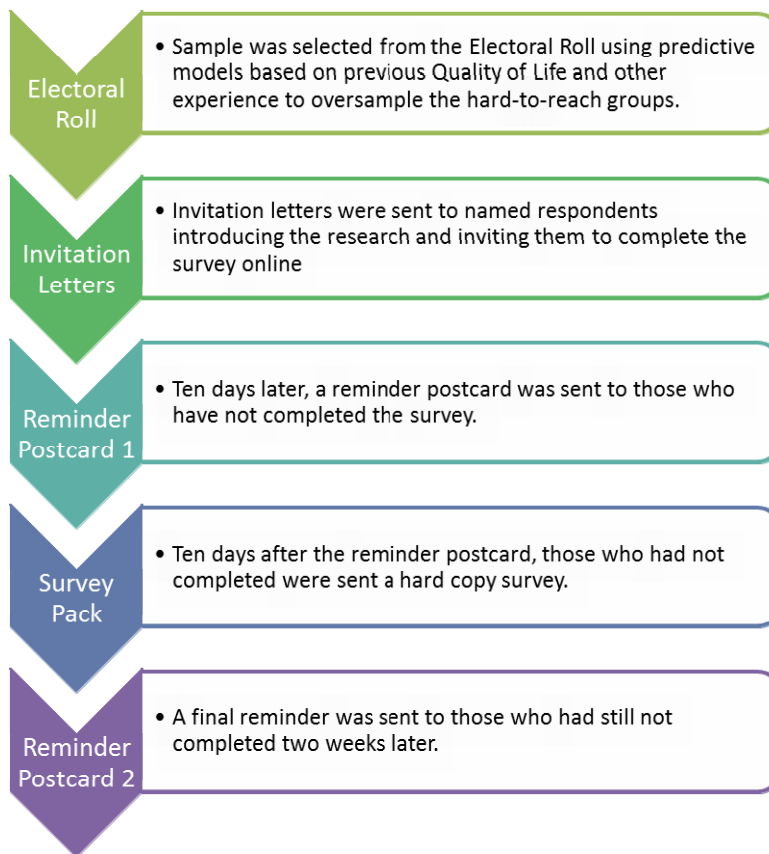 Electoral
Roll
• Sample was selected from the Electoral Roll using predictive
models based on previous Quality of Life and other
experience to oversample the hard-to-reach groups.
Invitation
Letters
• Invitation letters were sent to named respondents
introducing the research and inviting them to complete the
survey online
Reminder
Postcard 1
• Ten days later, a reminder postcard was sent to those who
have not completed the survey.
Survey
Pack
• Ten days after the reminder postcard, those who had not
completed were sent a hard copy survey.
Reminder
Postcard 2
• A final reminder was sent to those who had still not
completed two weeks later.